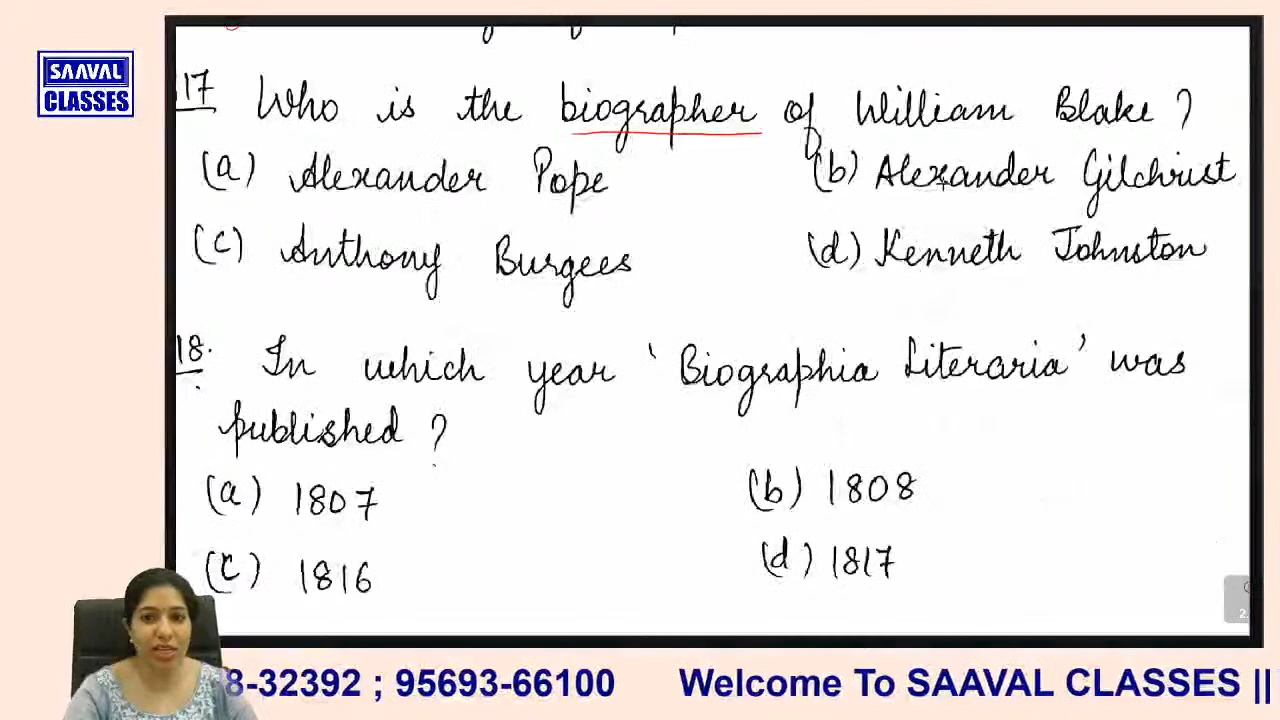 SAAVAL
CLASSES
17 Who is the biographer of William Blake ?
(a) Alexander Pope (b) Alexander Gilchrist
(c) Anthony Burgees (d) Kenneth Johnston
18. In which year ‘Biographia Literaria’ was
published ?
(a) 1807 (b) 1808
(c) 1816 (d) 1817
8-32392 ; 95693-66100 Welcome To SAAVAL CLASSES ||